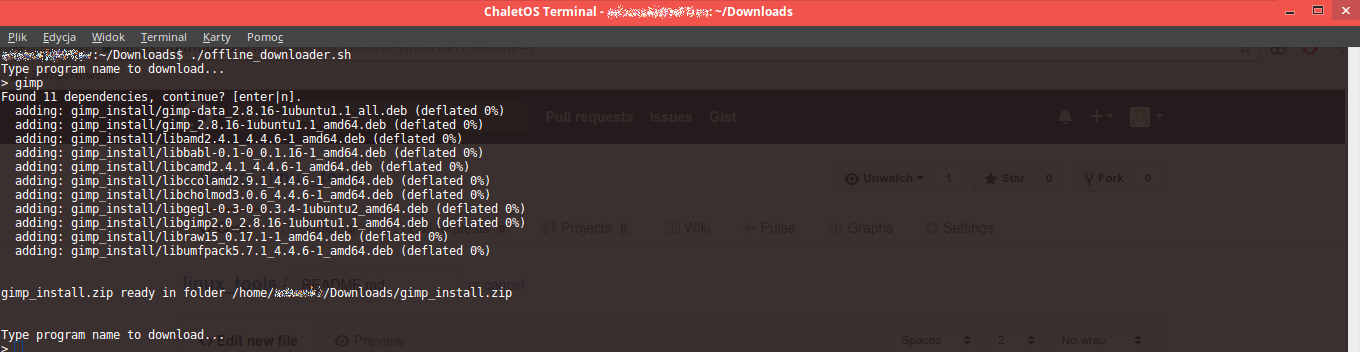 ChaletOS Terminal - : ~/Downloads
Plik Edycja Widok Terminal Karty Pomoc
:~/Downloads$ ./offline_downloader.sh
Type program name to download...
> gimp
Found 11 dependencies, continue? [enter|n].
adding: gimp_install/gimp-data_2.8.16-1ubuntu1.1_all.deb (deflated 0%)
adding: gimp_install/gimp_2.8.16-1ubuntu1.1_amd64.deb (deflated 0%)
Pull requests Issues Gist
adding: gimp_install/libamd2.4.1_4.4.6-1_amd64.deb (deflated 0%)
adding: gimp_install/libbabl-0.1-0_0.1.16-1_amd64.deb (deflated 0%)
adding: gimp_install/libcamd2.4.1_4.4.6-1_amd64.deb (deflated 0%)
adding: gimp_install/libccolamd2.9.1_4.4.6-1_amd64.deb (deflated 0%)
Unwatch 1 Star 0 Fork 0
adding: gimp_install/libcholmod3.0.6_4.4.6-1_amd64.deb (deflated 0%)
adding: gimp_install/libgegl-0.3-0_0.3.4-1ubuntu2_amd64.deb (deflated 0%)
adding: gimp_install/libgimp2.0_2.8.16-1ubuntu1.1_amd64.deb (deflated 0%)
Projects 0 Wiki Pulse Graphs Settings
adding: gimp_install/libraw15_0.17.1-1_amd64.deb (deflated 0%)
adding: gimp_install/libumfpack5.7.1_4.4.6-1_amd64.deb (deflated 0%)
linux_tools / README.md or cancel
gimp_install.zip ready in folder /home/ /Downloads/gimp_install.zip
Type program name to download...
Edit new file Preview Spaces 2 No wrap
>